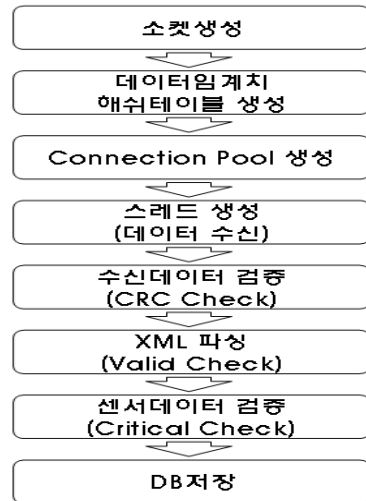 소켓생성
데이터임계치
해쉬테이블 생성
Connection Pool 생성
스레드 생성
(데이터 수신)
수신데이터 검증
(CRC Check)
XML 파싱
(Valid Check)
센서데이터 검증
(Critical Check)
DB저장